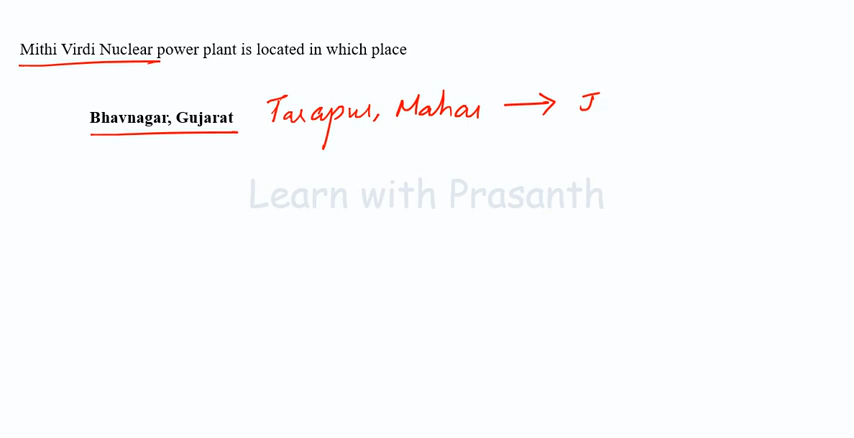 Mithi Virdi Nuclear power plant is located in which place
Bhavnagar, Gujarat Tarapur, Mahar → J
Learn with Prasanth